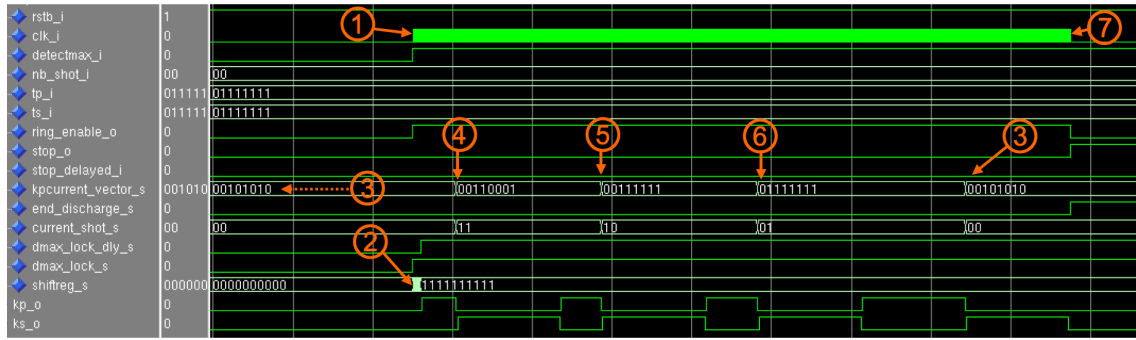 ①
⑦
rstb_i 1
clk_i 0
detectmax_i 0
nb_shot_i 00 00
tp_i 011111 01111111
ts_i 011111 01111111
ring_enable_o 0
④ ⑤ ⑥ ③
stop_o 0
stop_delayed_i 0
kpcurrent_vector_s 001010 00101010 ③ 00110001 00111111 01111111 00101010
end_discharge_s 0
current_shot_s 00 00 11 10 01 00
②
dmax_lock_dly_s 0
dmax_lock_s 0
shiftreg_s 000000 0000000000 1111111111
kp_o 0
ks_o 0